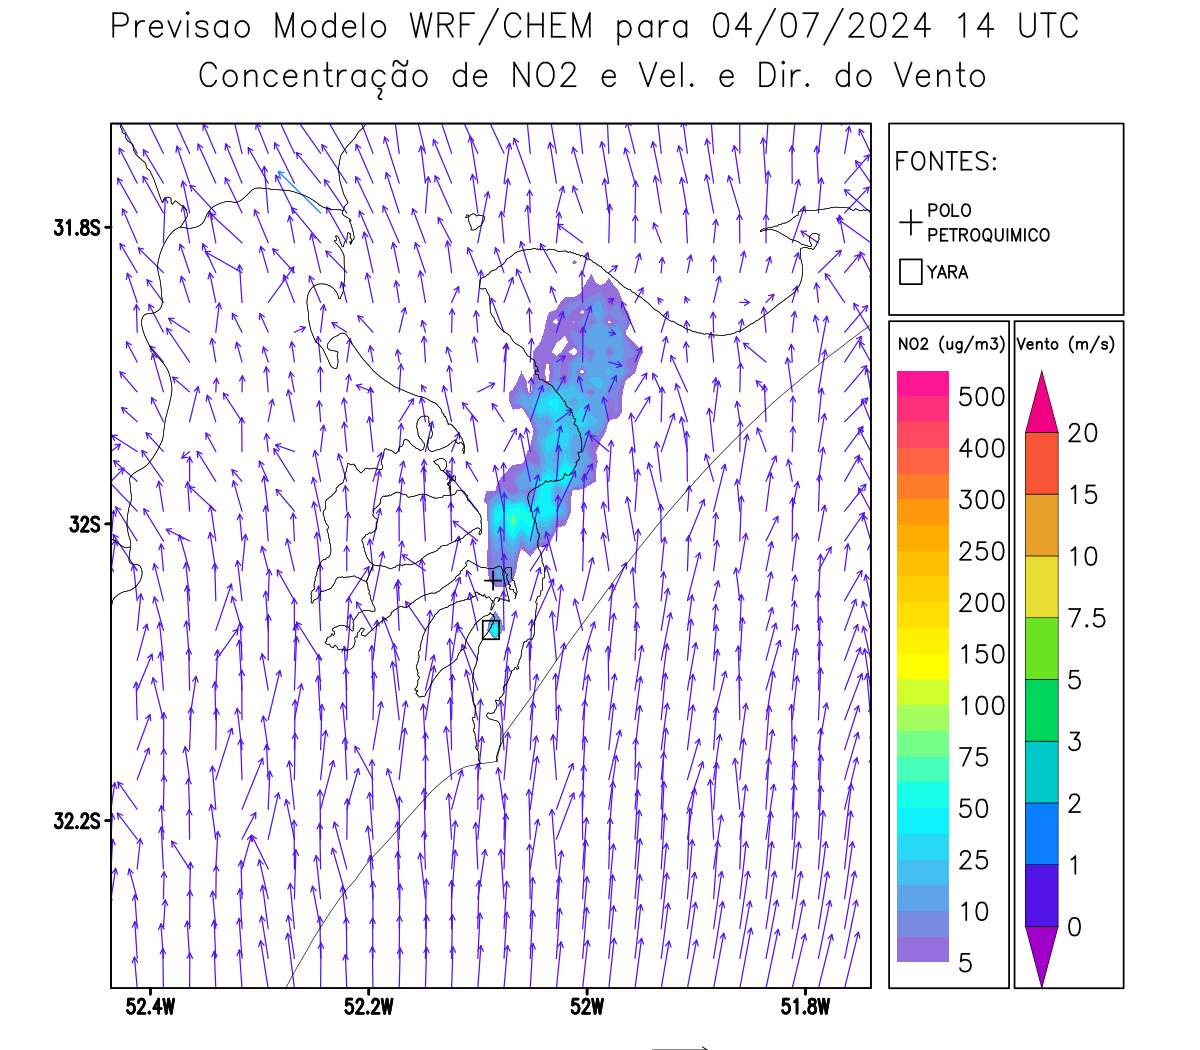 Previsao Modelo WRF/CHEM para 04/07/2024 14 UTC
Concentração de NO2 e Vel. e Dir. do Vento
FONTES:
POLO
PETROQUIMICO
YARA
NO2 (ug/m3)
500
400
300
250
200
150
100
75
50
25
10
5
Vento (m/s)
20
15
10
7.5
5
3
2
1
0
31.8S
32S
32.2S
52.4W
52.2W
52W
51.8W